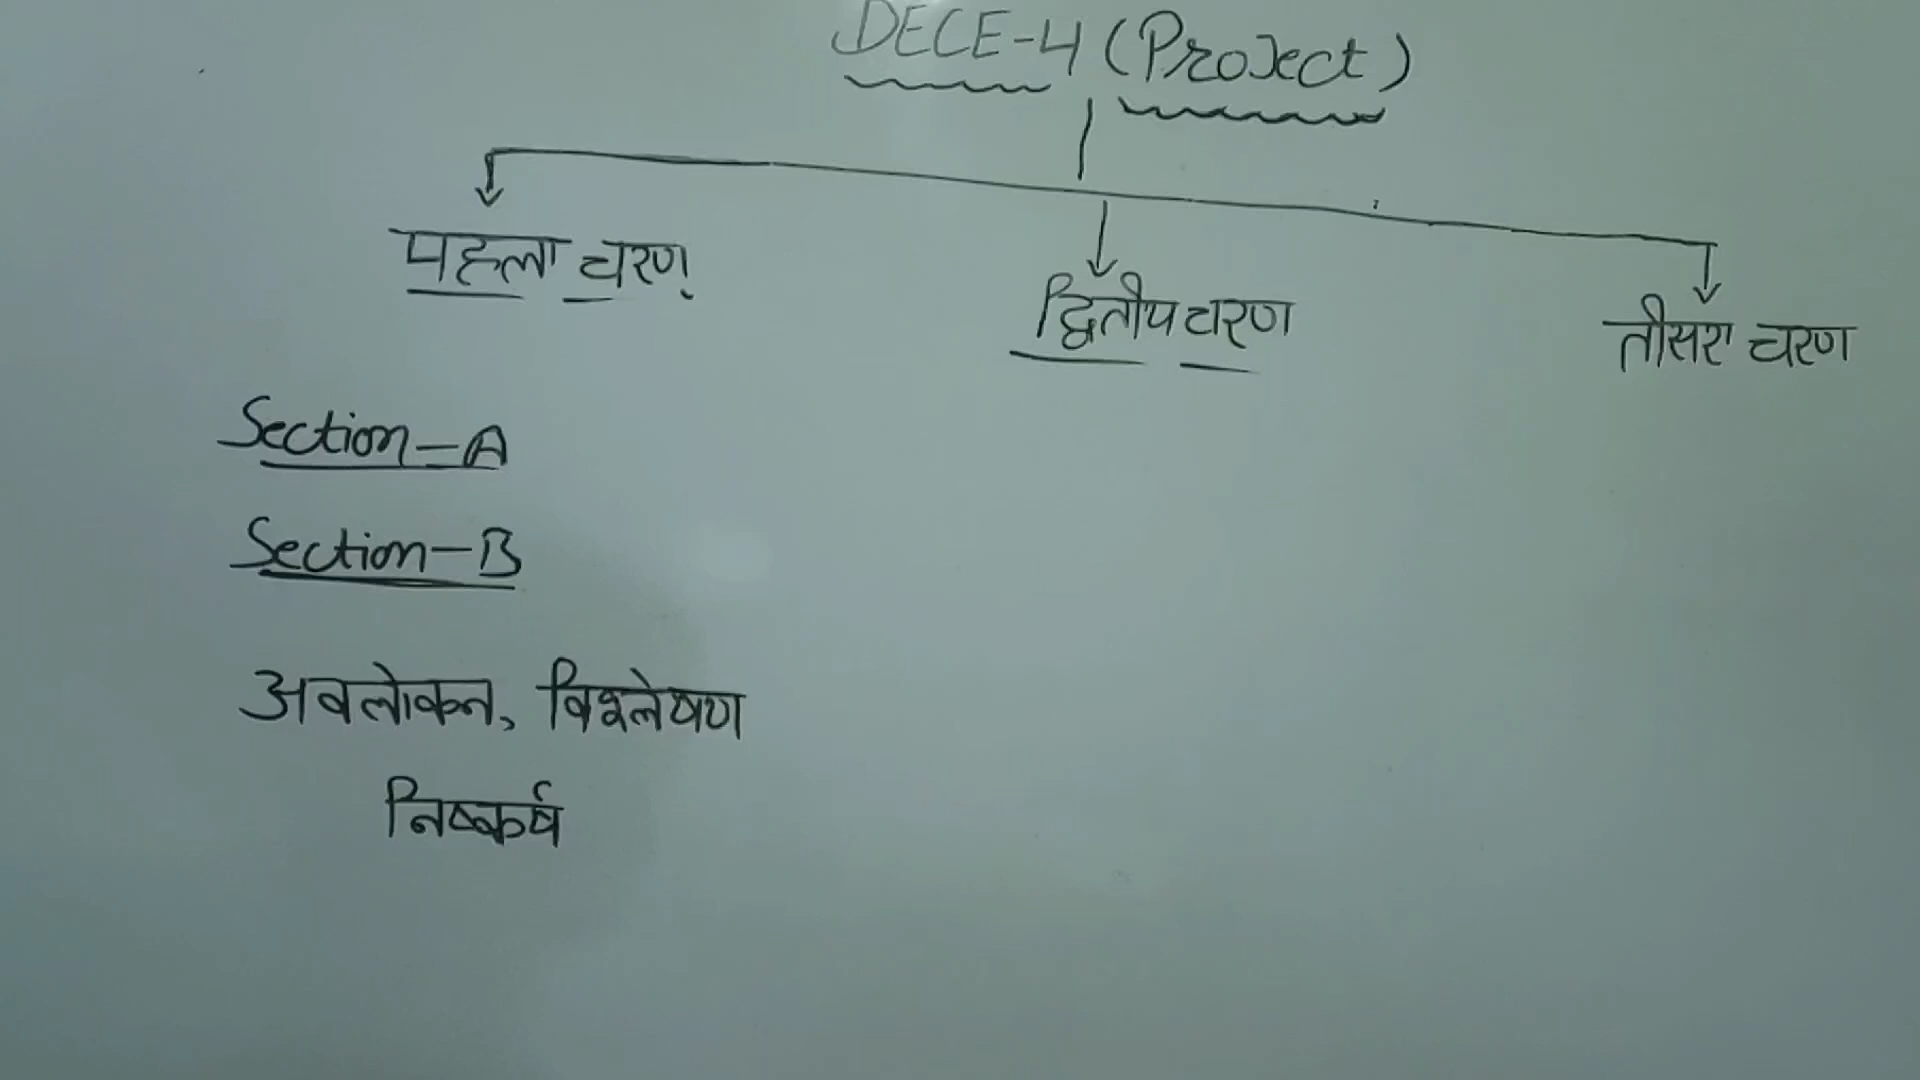 DECE-4 (Project)
पहला चरण
द्वितीय चरण
तीसरा चरण
Section-A
Section-B
अवलोकन, विश्लेषण
निष्कर्ष